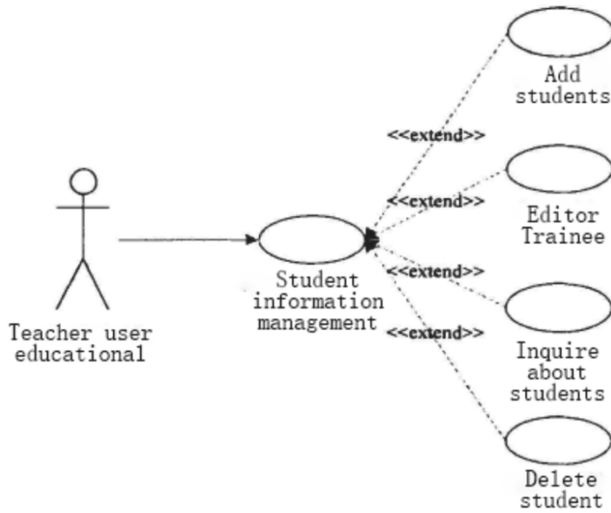 Add
students
<<extend>>
<<extend>>
Editor
Trainee
Student
information
management
<<extend>>
Teacher user
educational
<<extend>>
Inquire
about
students
Delete
student